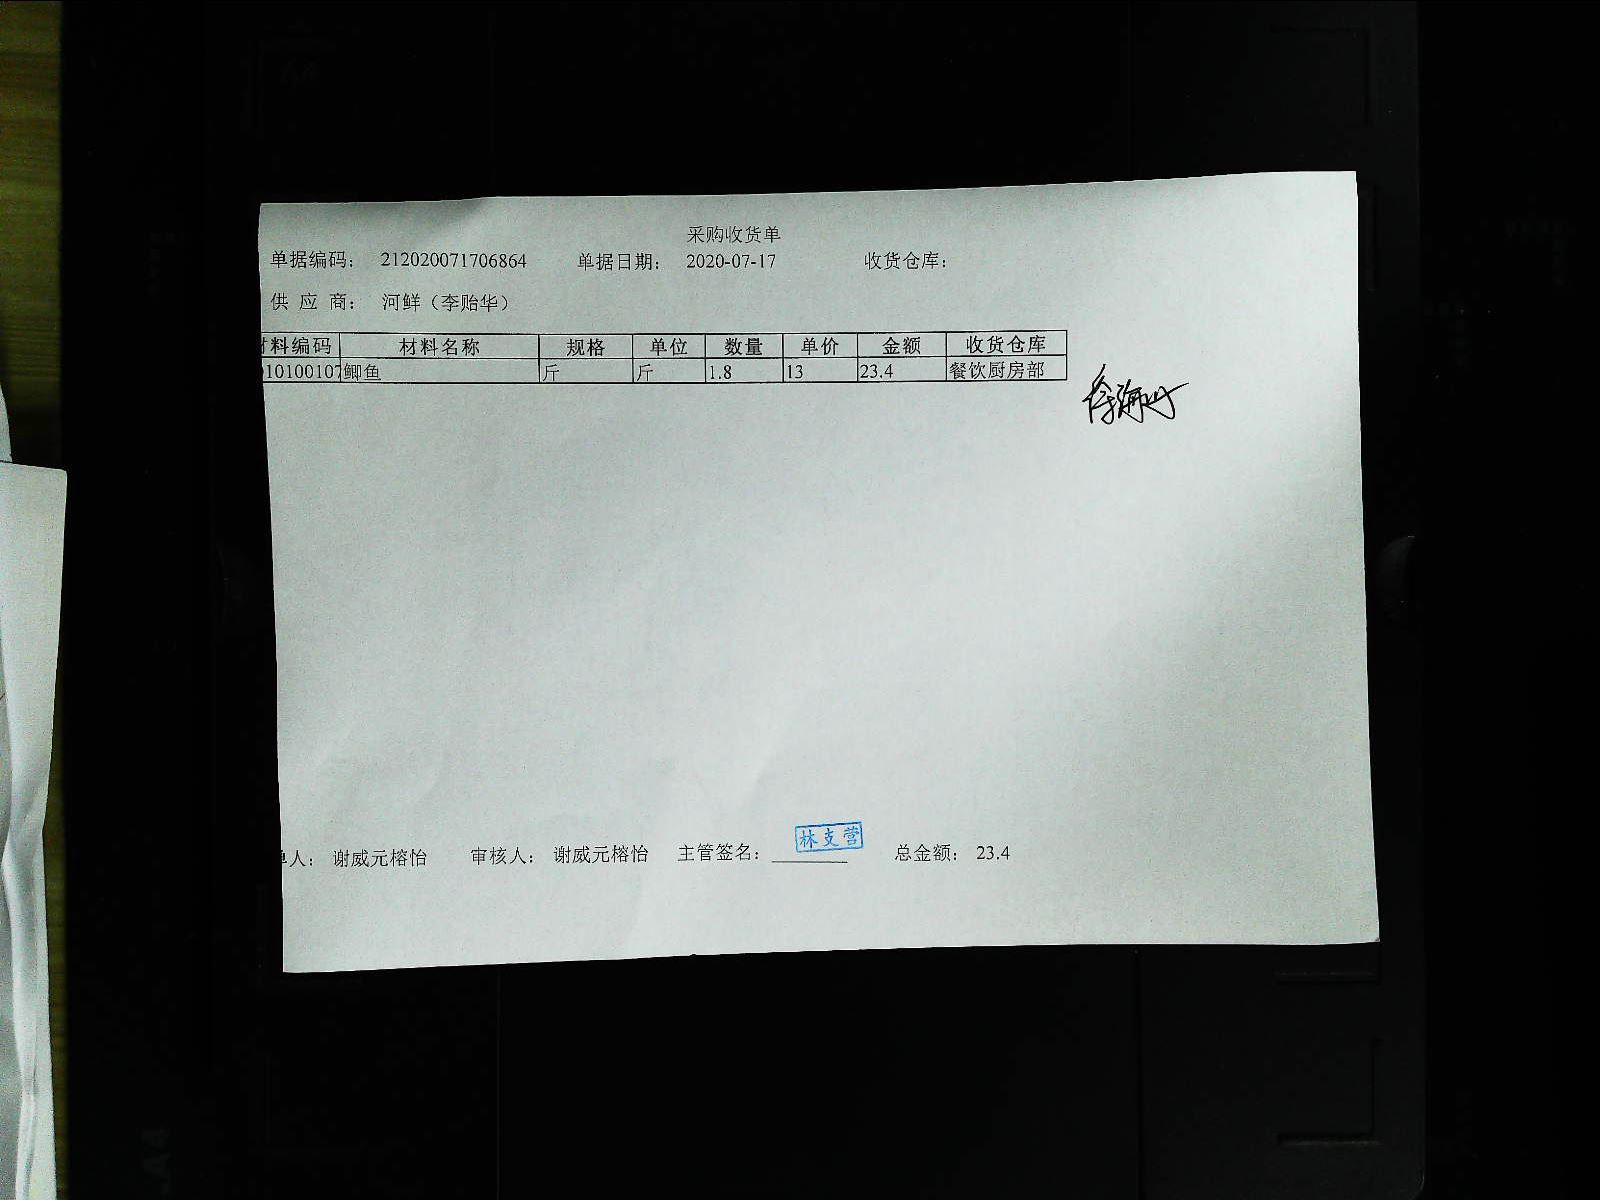 采购收货单
单据编码： 212020071706864 单据日期： 2020-07-17 收货仓库：
供 应 商： 河鲜（李贻华）
材料编码 材料名称 规格 单位 数量 单价 金额 收货仓库
10100107 鲫鱼 斤 斤 1.8 13 23.4 餐饮厨房部
单人： 谢威元榕怡 审核人： 谢威元榕怡 主管签名： 林支营 总金额： 23.4